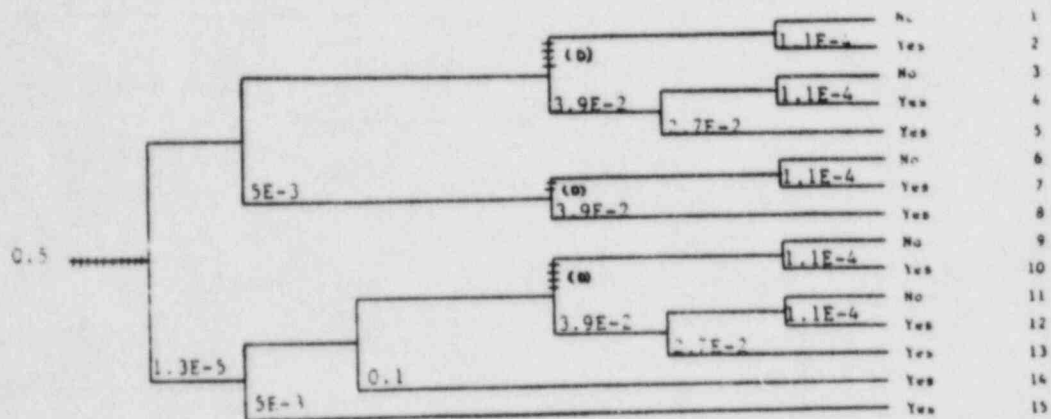 1
1.1E-4 Yes 2
(D)
No 3
3.9E-2 1.1E-4 Yes 4
2.7E-2 Yes 5
No 6
5E-3 (D) 1.1E-4 Yes 7
3.9E-2 Yes 8
No 9
0.5 1.1E-4 Yes 10
No 11
3.9E-2 1.1E-4 Yes 12
2.7E-2 Yes 13
1.3E-5 0.1 Yes 14
5E-3 Yes 15